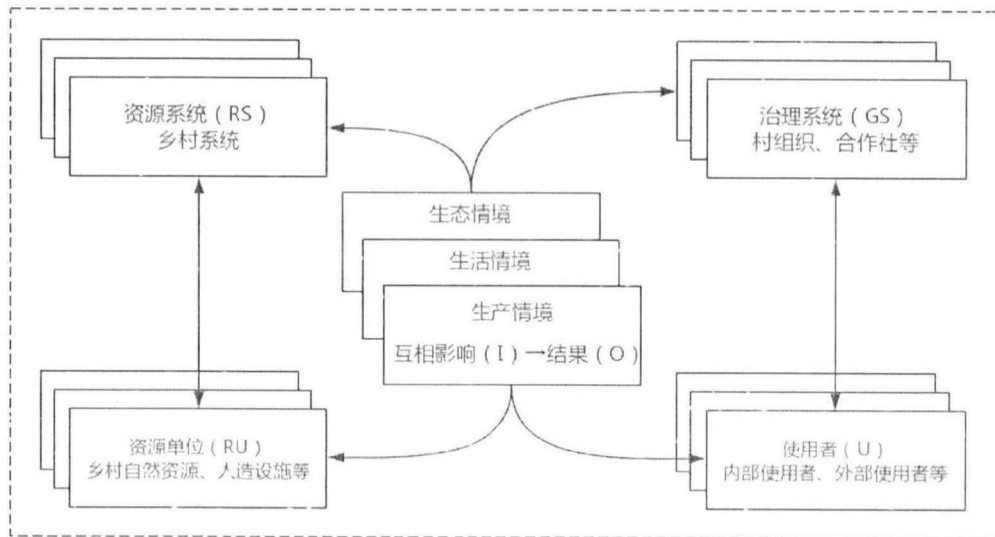 资源系统（RS）
乡村系统
治理系统（GS）
村组织、合作社等
生态情境
生活情境
生产情境
互相影响（I）→结果（O）
资源单位（RU）
乡村自然资源、人造设施等
使用者（U）
内部使用者、外部使用者等